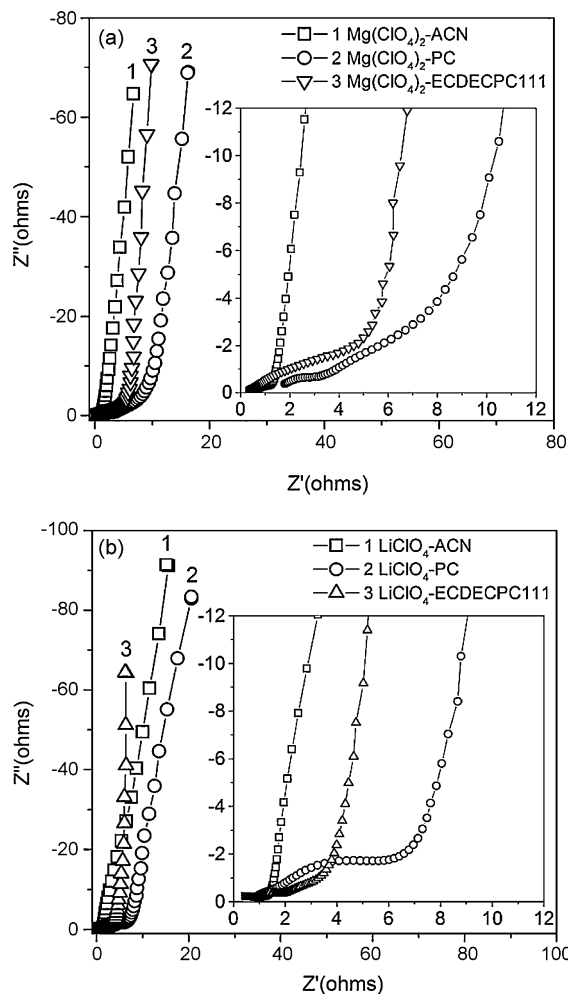 (a)
1 Mg(ClO4)2-ACN
2 Mg(ClO4)2-PC
3 Mg(ClO4)2-ECDECPC111
1 3 2
-80
-60
-40
-20
0
Z''(ohms)
-12
-10
-8
-6
-4
-2
0
0 2 4 6 8 10 12
0 20 40 60 80
Z'(ohms)
(b)
1 LiClO4-ACN
2 LiClO4-PC
3 LiClO4-ECDECPC111
1
2
3
-100
-80
-60
-40
-20
0
Z''(ohms)
-12
-10
-8
-6
-4
-2
0
0 2 4 6 8 10 12
0 20 40 60 80 100
Z'(ohms)